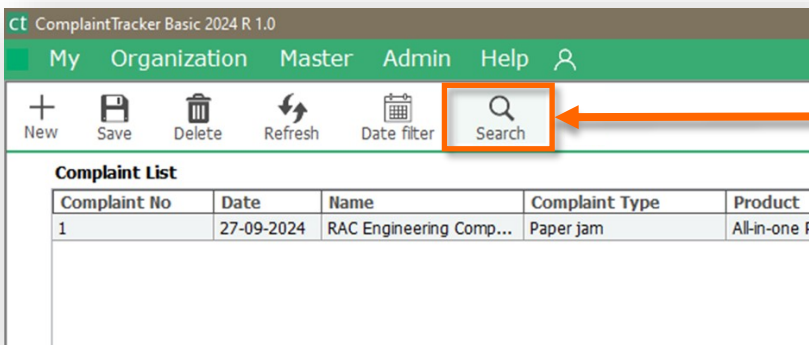 ct ComplaintTracker Basic 2024 R 1.0
My Organization Master Admin Help
New Save Delete Refresh Date filter Search
Complaint List
Complaint No Date Name Complaint Type Product
1 27-09-2024 RAC Engineering Comp... Paper jam All-in-one